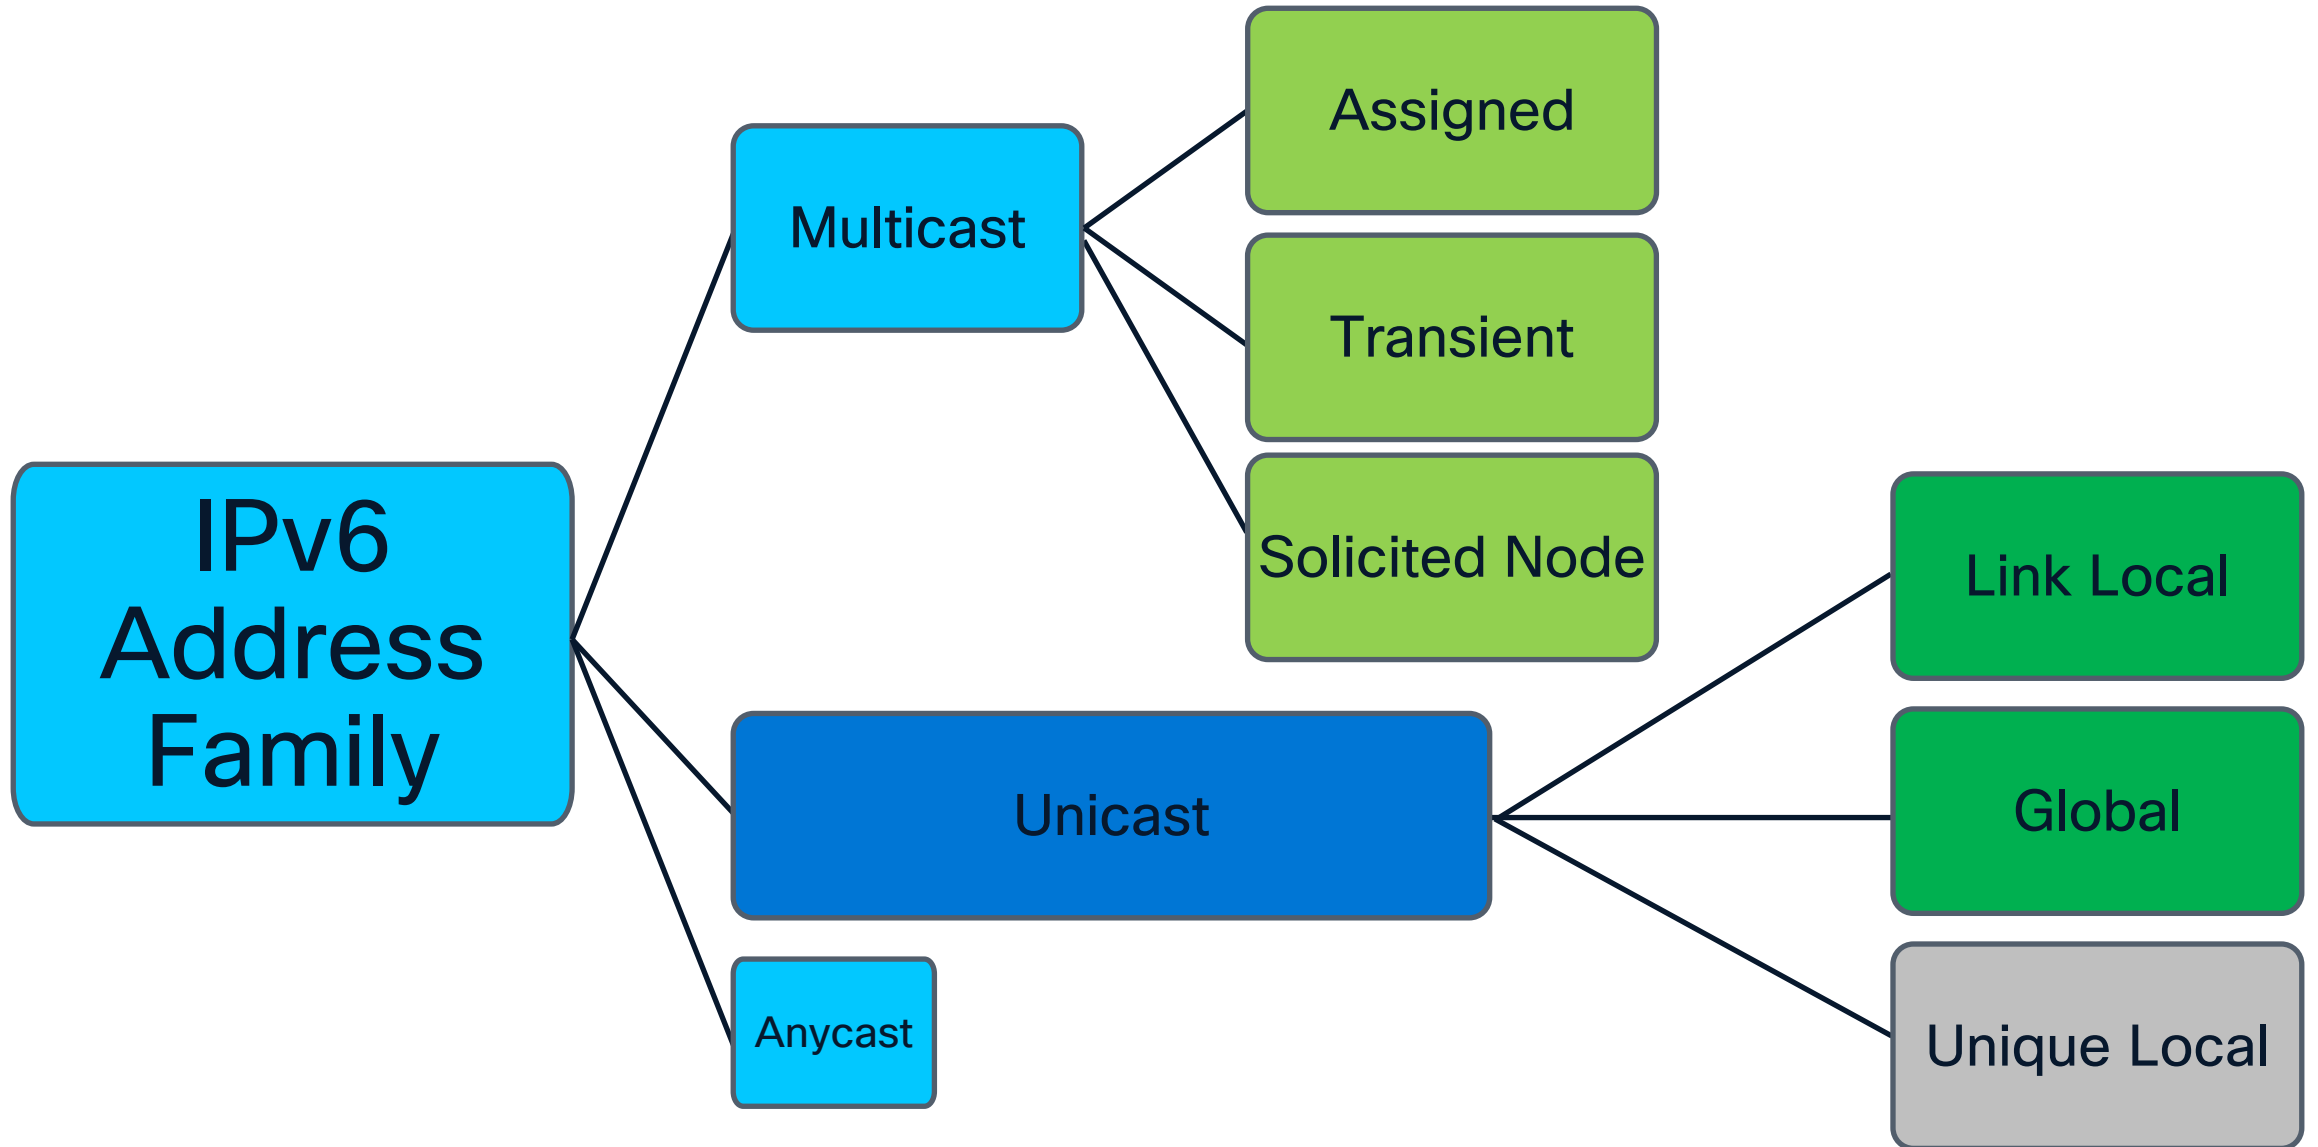 IPv6
Address
Family
Multicast
Assigned
Transient
Solicited Node
Unicast
Link Local
Global
Unique Local
Anycast